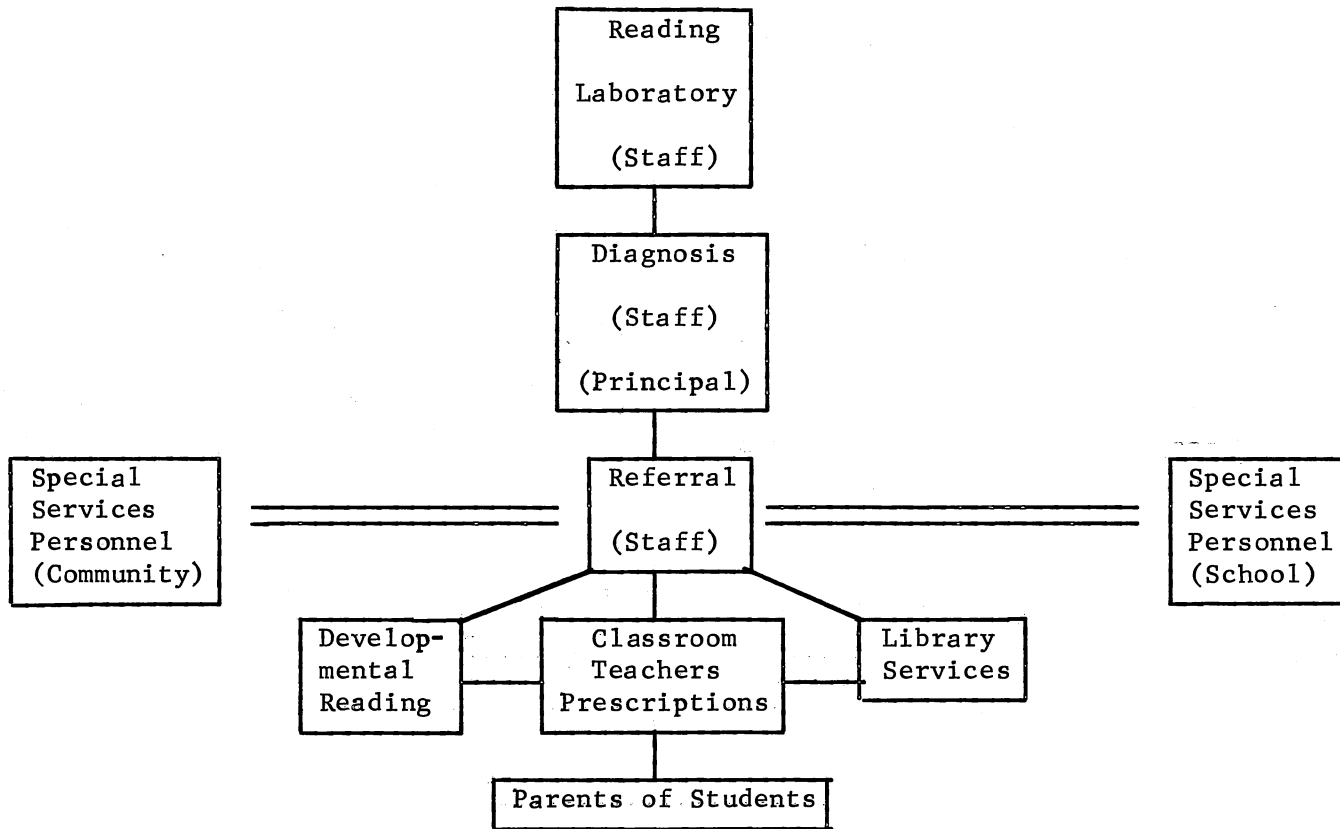 Reading
Laboratory
(Staff)
Diagnosis
(Staff)
(Principal)
Special
Services
Personnel
(Community)
Referral
(Staff)
Special
Services
Personnel
(School)
Develop-
mental
Reading
Classroom
Teachers
Prescriptions
Library
Services
Parents of Students